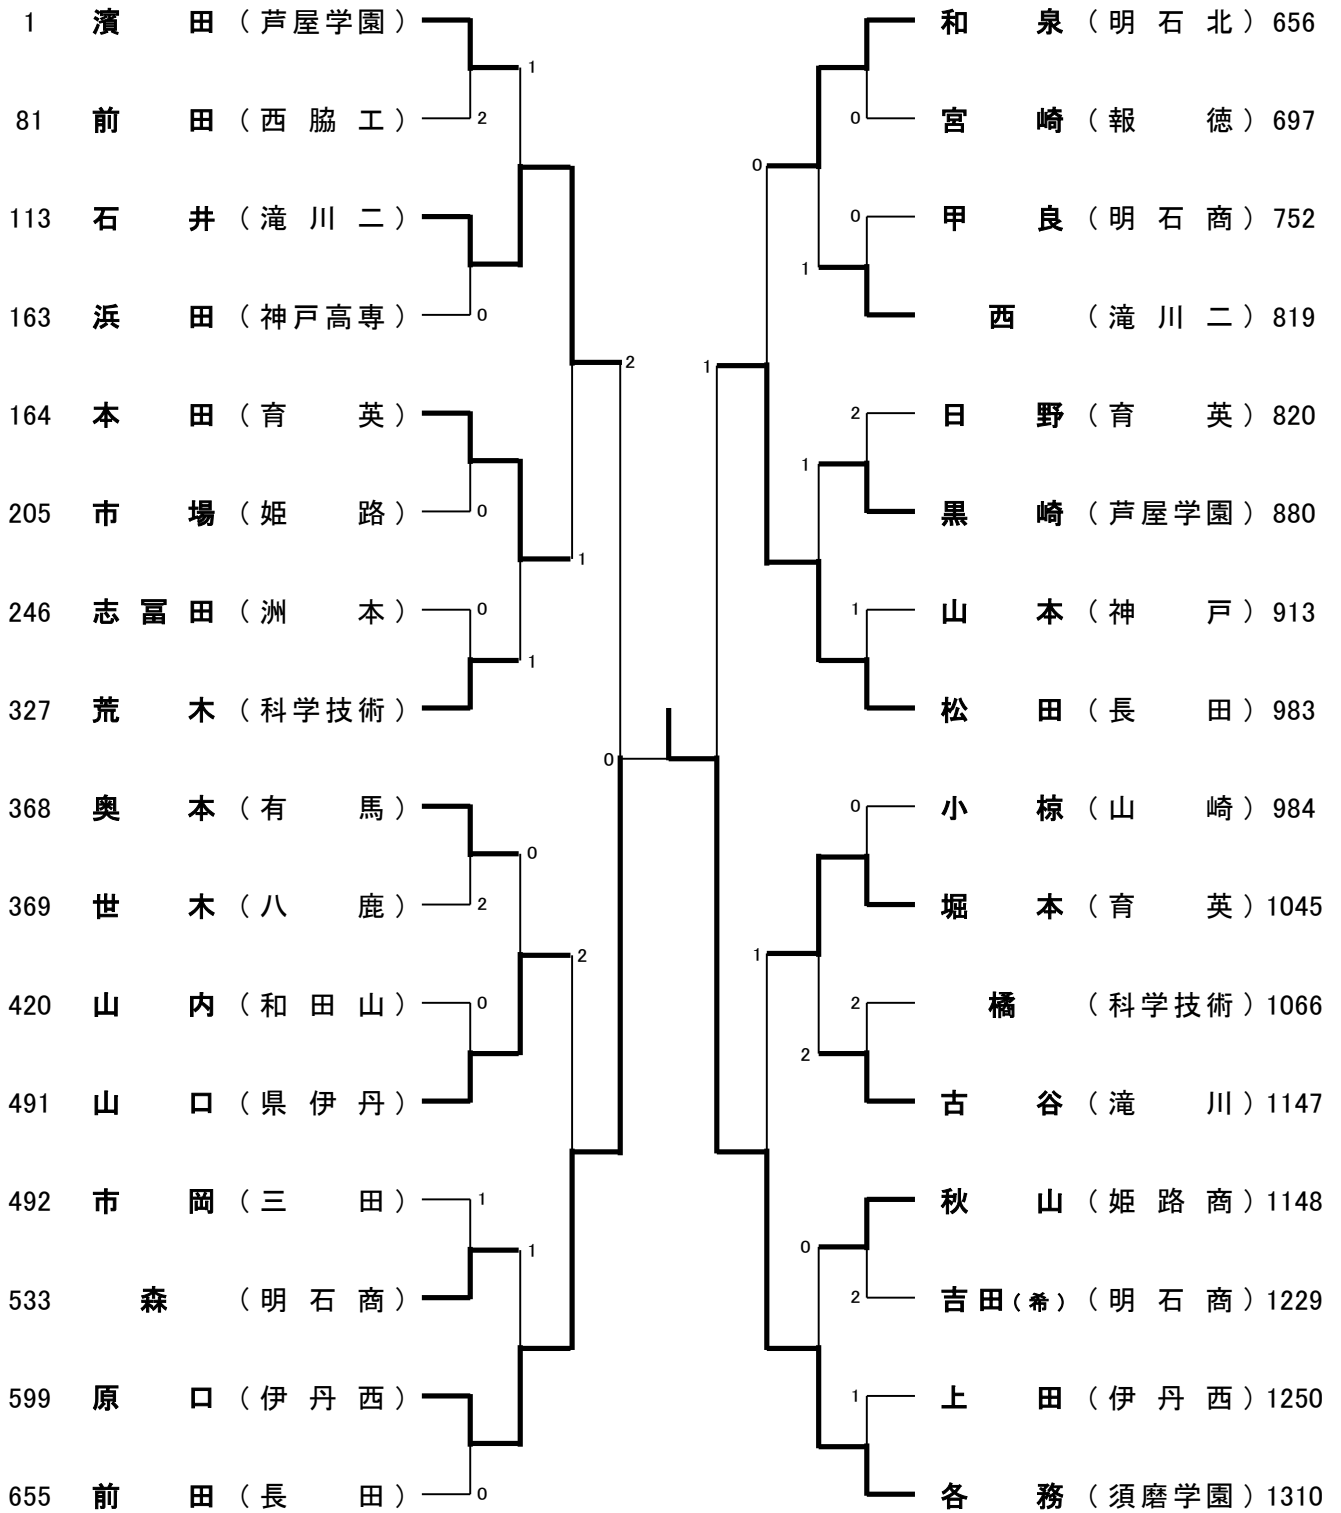 1 濱田 (芦屋学園)
1
81 前田 (西脇工) 2
113 石井 (滝川二)
163 浜田 (神戸高専) 0
2
164 本田 (育英)
205 市場 (姫路) 0
1
246 志冨田 (洲本) 0
1
327 荒木 (科学技術)
0
368 奥本 (有馬)
0
369 世木 (八鹿) 2
2
420 山内 (和田山) 0
491 山口 (県伊丹)
492 市岡 (三田) 1
1
533 森 (明石商)
599 原口 (伊丹西)
655 前田 (長田) 0
和泉 (明石北) 656
0 宮崎 (報徳) 697
0
0 甲良 (明石商) 752
1
西 (滝川二) 819
1
2 日野 (育英) 820
1
黒崎 (芦屋学園) 880
1 山本 (神戸) 913
松田 (長田) 983
0 小椋 (山崎) 984
堀本 (育英) 1045
1
2 橘 (科学技術) 1066
2
古谷 (滝川) 1147
秋山 (姫路商) 1148
0
2 吉田(希) (明石商) 1229
1 上田 (伊丹西) 1250
各務 (須磨学園) 1310